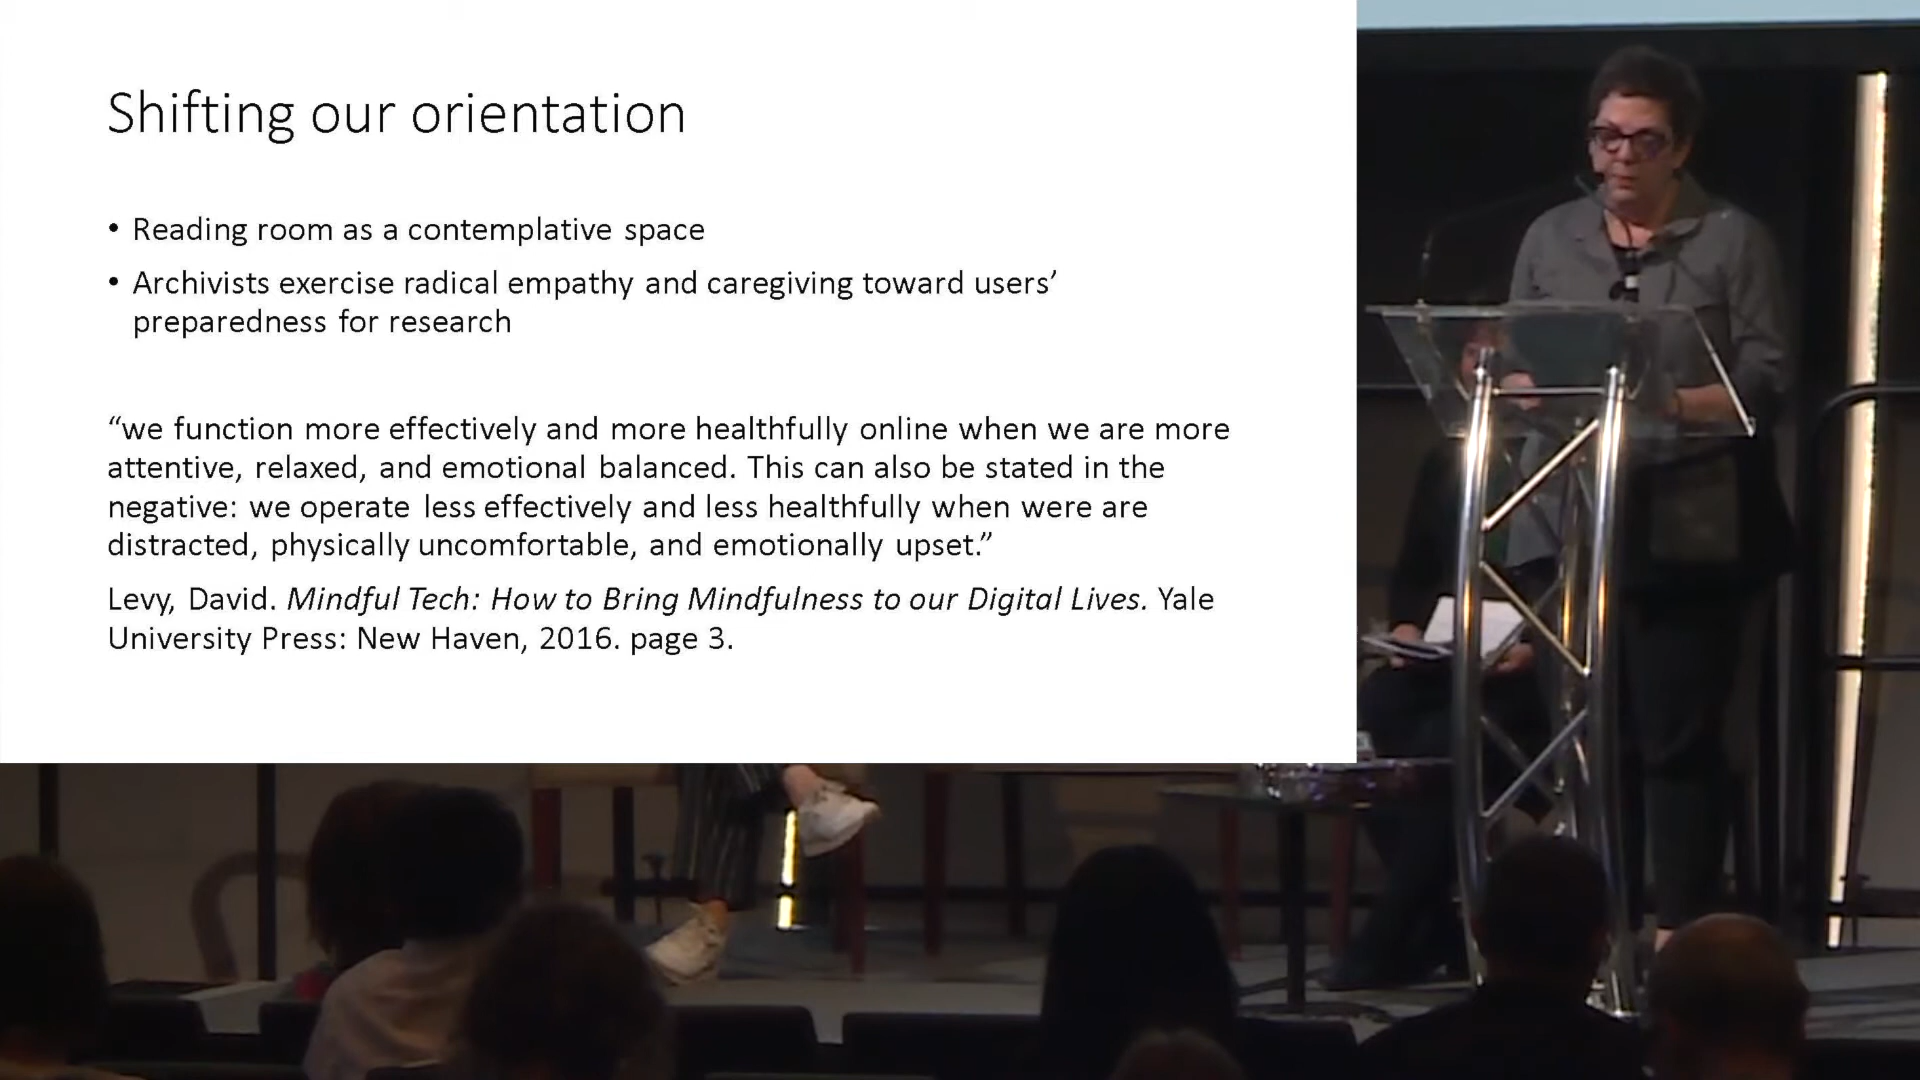 Shifting our orientation
• Reading room as a contemplative space
• Archivists exercise radical empathy and caregiving toward users’
preparedness for research
“we function more effectively and more healthfully online when we are more
attentive, relaxed, and emotional balanced. This can also be stated in the
negative: we operate less effectively and less healthfully when were are
distracted, physically uncomfortable, and emotionally upset.”
Levy, David. Mindful Tech: How to Bring Mindfulness to our Digital Lives. Yale
University Press: New Haven, 2016. page 3.